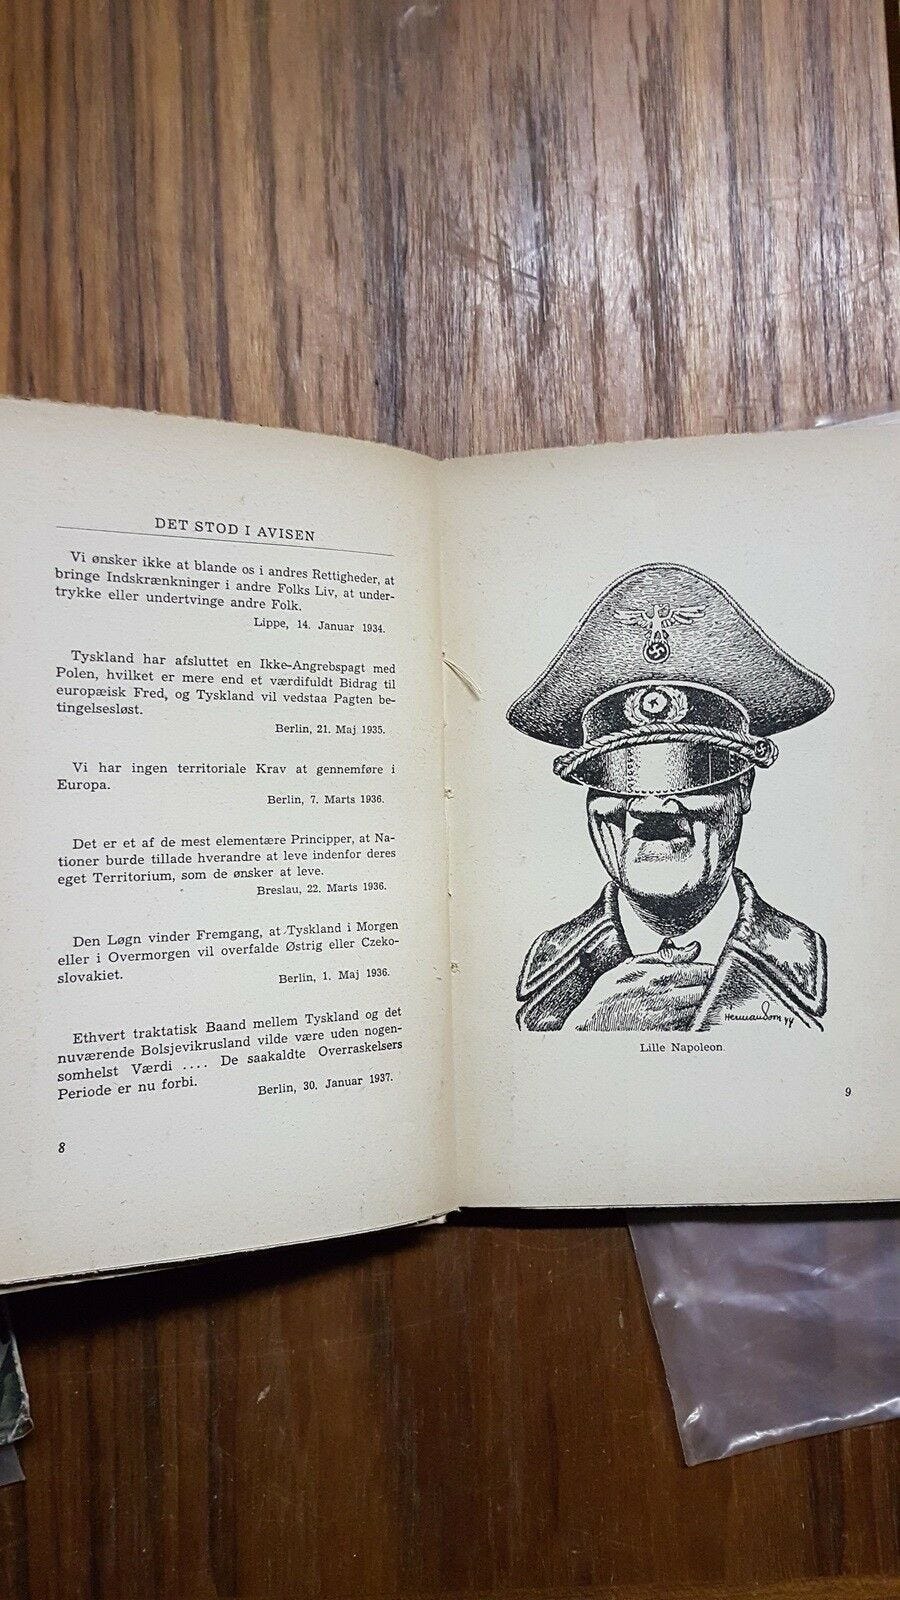 DET STOD I AVISEN
Vi ønsker ikke at blande os i andres Rettigheder, at
bringe Indskrænkninger i andre Folks Liv, at under-
trykke eller undertvinge andre Folk.
Lippe, 14. Januar 1934.
Tyskland har afsluttet en Ikke-Angrebspagt med
Polen, hvilket er mere end et værdifuldt Bidrag til
europæisk Fred, og Tyskland vil vedstaa Pagten be-
tingelsesløst.
Berlin, 21. Maj 1935.
Vi har ingen territoriale Krav at gennemføre i
Europa.
Berlin, 7. Marts 1936.
Det er et af de mest elementære Principper, at Na-
tioner burde tillade hverandre at leve indenfor deres
eget Territorium, som de ønsker at leve.
Breslau, 22. Marts 1936.
Den Løgn vinder Fremgang, at Tyskland i Morgen
eller i Overmorgen vil overfalde Østrig eller Czeko-
slovakiet.
Berlin, 1. Maj 1936.
Ethvert traktatisk Baand mellem Tyskland og det
nuværende Bolsjevikrusland vilde være uden nogen-
somhelst Værdi .... De saakaldte Overraskelsers
Periode er nu forbi.
Berlin, 30. Januar 1937.
8
Hermansorn 44
Lille Napoleon.
9